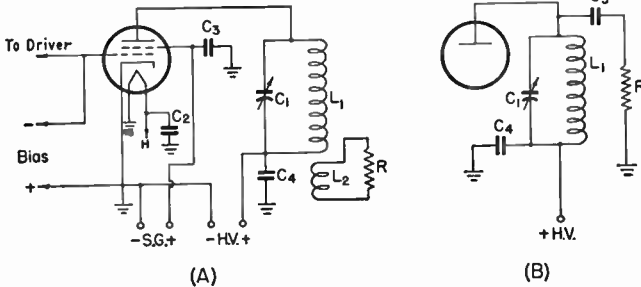 To Driver
C3
C1
L1
-
H
C2
Bias
+
C4
L2
R
-S.G.+
-H.V.+
(A)
L1
R
C1
C4
+H.V.
(B)